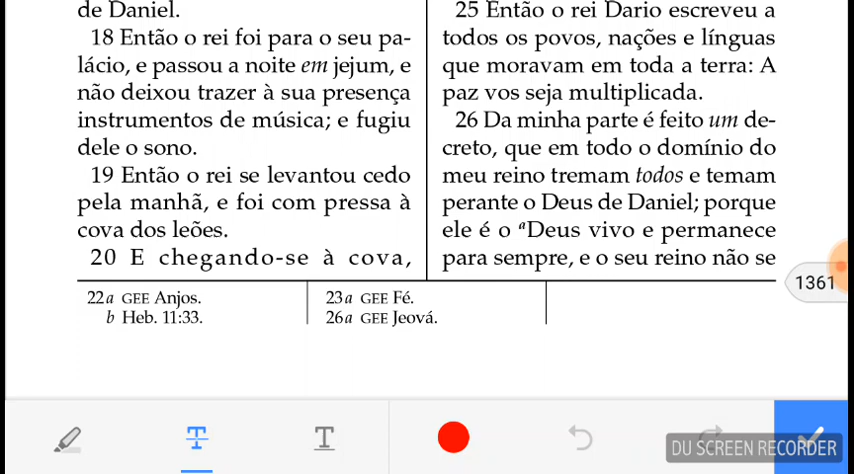 de Daniel.
18 Então o rei foi para o seu pa-
lácio, e passou a noite em jejum, e
não deixou trazer à sua presença
instrumentos de música; e fugiu
dele o sono.
19 Então o rei se levantou cedo
pela manhã, e foi com pressa à
cova dos leões.
20 E chegando-se à cova,
25 Então o rei Dario escreveu a
todos os povos, nações e línguas
que moravam em toda a terra: A
paz vos seja multiplicada.
26 Da minha parte é feito um de-
creto, que em todo o domínio do
meu reino tremam todos e temam
perante o Deus de Daniel; porque
ele é o ªDeus vivo e permanece
para sempre, e o seu reino não se
22a GEE Anjos.
b Heb. 11:33.
23a GEE Fé.
26a GEE Jeová.
1361
T T
DU SCREEN RECORDER